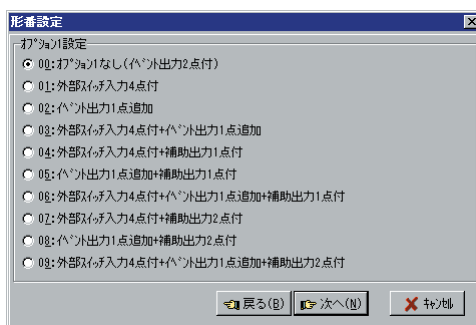 形番設定
ｵﾌﾟｼｮﾝ1設定
00:ｵﾌﾟｼｮﾝ1なし(ｲﾍﾞﾝﾄ出力2点付)
01:外部ｽｲｯﾁ入力4点付
02:ｲﾍﾞﾝﾄ出力1点追加
03:外部ｽｲｯﾁ入力4点付+ｲﾍﾞﾝﾄ出力1点追加
04:外部ｽｲｯﾁ入力4点付+補助出力1点付
05:ｲﾍﾞﾝﾄ出力1点追加+補助出力1点付
06:外部ｽｲｯﾁ入力4点付+ｲﾍﾞﾝﾄ出力1点追加+補助出力1点付
07:外部ｽｲｯﾁ入力4点付+補助出力2点付
08:ｲﾍﾞﾝﾄ出力1点追加+補助出力2点付
09:外部ｽｲｯﾁ入力4点付+ｲﾍﾞﾝﾄ出力1点追加+補助出力2点付
戻る(B) 次へ(N) ｷｬﾝｾﾙ